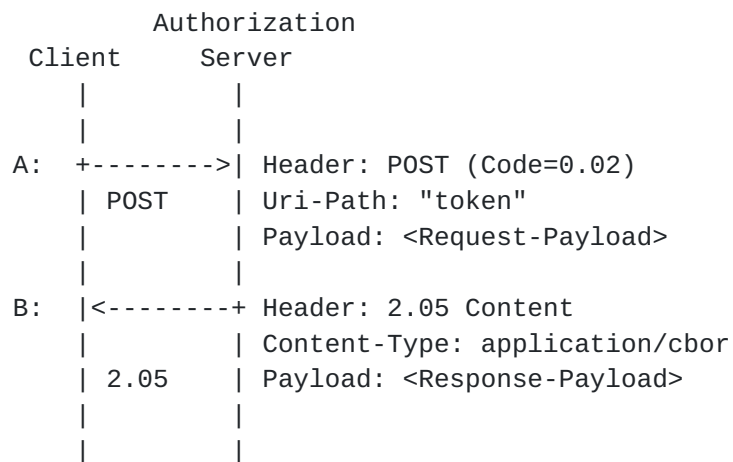 Authorization
Client Server
A: +-------->| Header: POST (Code=0.02)
| POST | Uri-Path: "token"
| | Payload: <Request-Payload>
B: |<--------+ Header: 2.05 Content
| | Content-Type: application/cbor
| 2.05 | Payload: <Response-Payload>